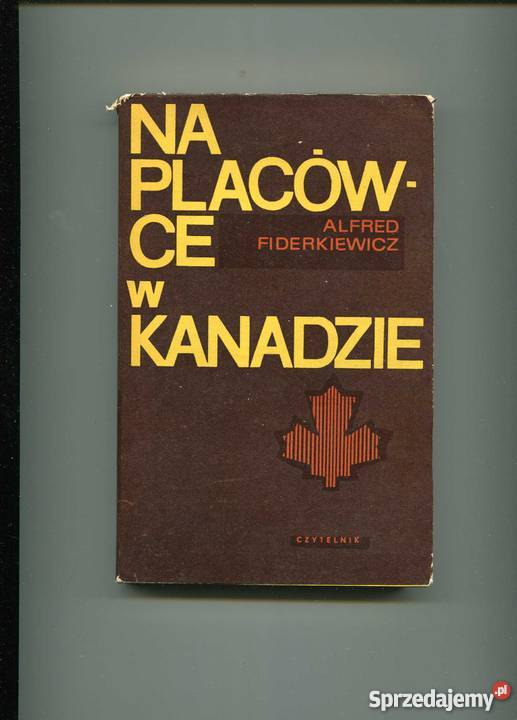 NA
PLACÓW-
CE
ALFRED
FIDERKIEWICZ
w
KANADZIE
CZYTELNIK
Sprzedajemy.pl